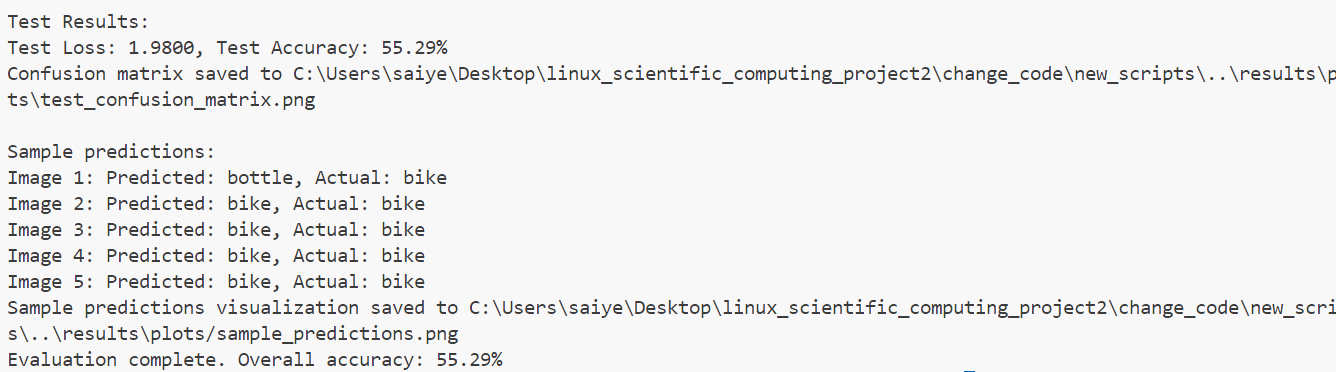 Test Results:
Test Loss: 1.9800, Test Accuracy: 55.29%
Confusion matrix saved to C:\Users\saiye\Desktop\linux_scientific_computing_project2\change_code\new_scripts\..\results\p
ts\test_confusion_matrix.png
Sample predictions:
Image 1: Predicted: bottle, Actual: bike
Image 2: Predicted: bike, Actual: bike
Image 3: Predicted: bike, Actual: bike
Image 4: Predicted: bike, Actual: bike
Image 5: Predicted: bike, Actual: bike
Sample predictions visualization saved to C:\Users\saiye\Desktop\linux_scientific_computing_project2\change_code\new_scri
s\..\results\plots/sample_predictions.png
Evaluation complete. Overall accuracy: 55.29%